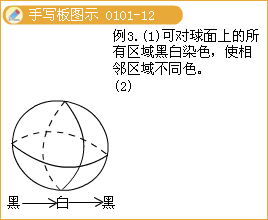 手写板图示 0101-12
例3.(1)可对球面上的所
有区域黑白染色，使相
邻区域不同色。
(2)
黑 白 黑